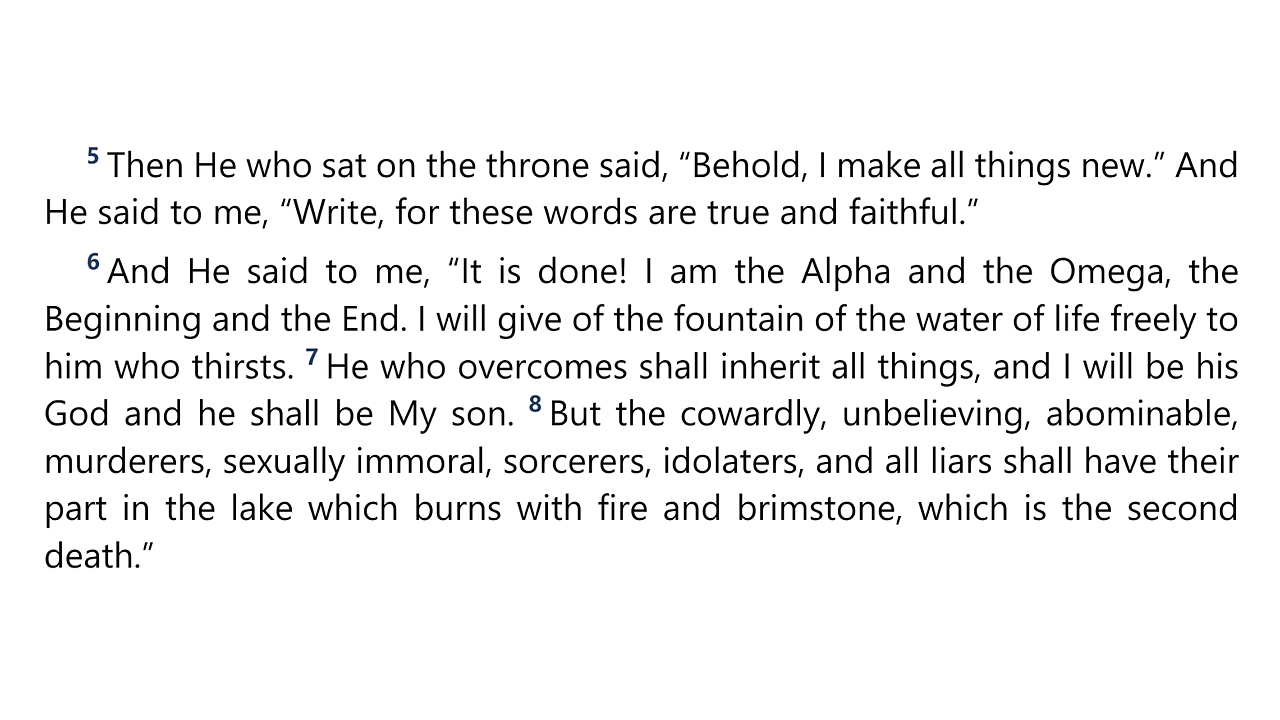 5 Then He who sat on the throne said, “Behold, I make all things new.” And
He said to me, “Write, for these words are true and faithful.”
6 And He said to me, “It is done! I am the Alpha and the Omega, the
Beginning and the End. I will give of the fountain of the water of life freely to
him who thirsts. 7 He who overcomes shall inherit all things, and I will be his
God and he shall be My son. 8 But the cowardly, unbelieving, abominable,
murderers, sexually immoral, sorcerers, idolaters, and all liars shall have their
part in the lake which burns with fire and brimstone, which is the second
death.”